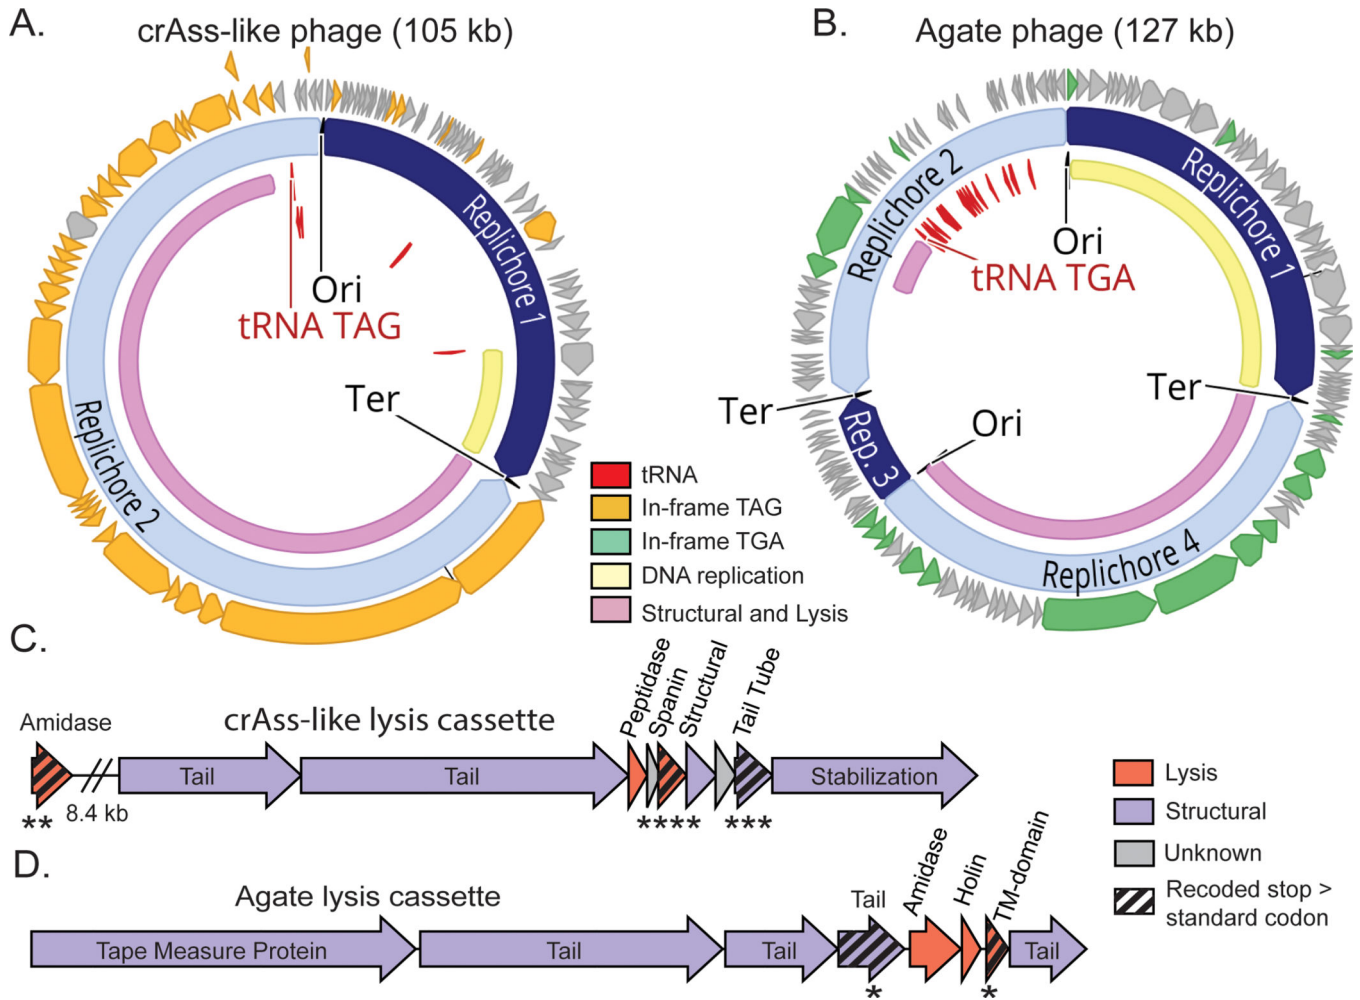 A.
crAss-like phage (105 kb)
Replichore 1
Ori
tRNA TAG
Ter
Replichore 2
B.
Agate phage (127 kb)
Replichore 2
Replichore 1
Ori
tRNA TGA
Ter
Ter
Ori
Rep. 3
Replichore 4
tRNA
In-frame TAG
In-frame TGA
DNA replication
Structural and Lysis
C.
Amidase
crAss-like lysis cassette
Peptidase
Spanin
Structural
Tail Tube
Tail
Tail
Stabilization
**
8.4 kb
****
***
Lysis
Structural
Unknown
Recoded stop >
standard codon
D.
Agate lysis cassette
Tail
Amidase
Holin
TM-domain
Tape Measure Protein
Tail
Tail
Tail
*
*